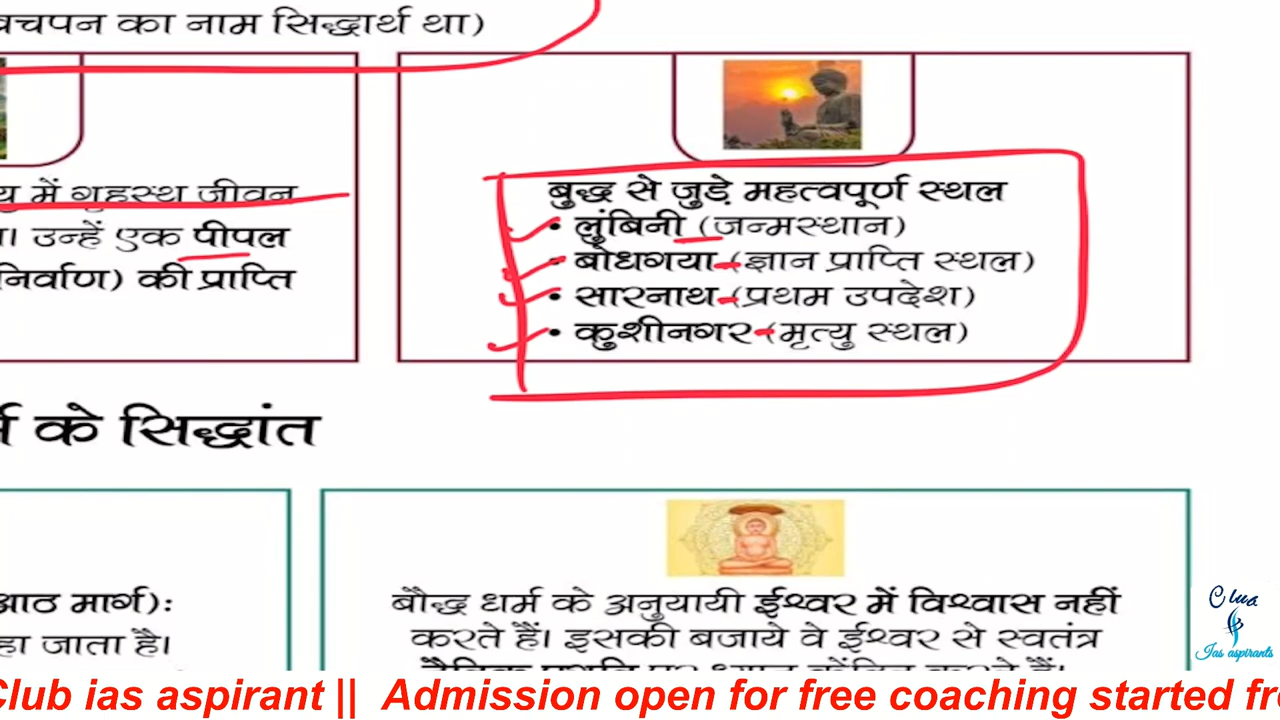 बचपन का नाम सिद्धार्थ था)
में गृहस्थ जीवन
उन्हें एक पीपल
निर्वाण) की प्राप्ति
बुद्ध से जुड़े महत्वपूर्ण स्थल
• लुंबिनी (जन्मस्थान)
• बोधगया (ज्ञान प्राप्ति स्थल)
• सारनाथ (प्रथम उपदेश)
• कुशीनगर (मृत्यु स्थल)
के सिद्धांत
आठ मार्ग):
जाता है।
बौद्ध धर्म के अनुयायी ईश्वर में विश्वास नहीं
करते हैं। इसकी बजाये वे ईश्वर से स्वतंत्र
Club
Ias aspirants
Club ias aspirant || Admission open for free coaching started